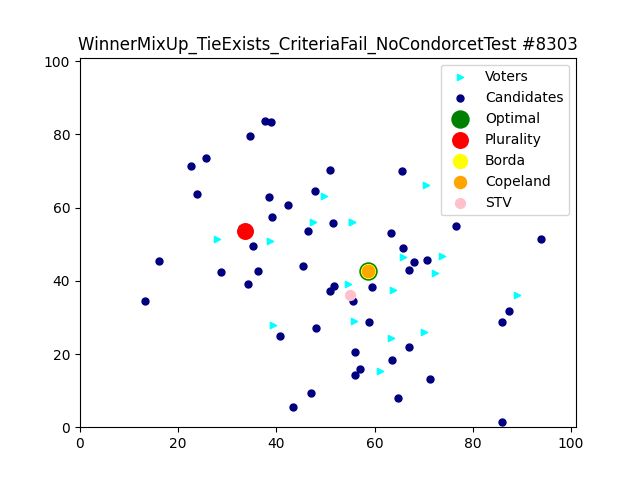 WinnerMixUp_TieExists_CriteriaFail_NoCondorcetTest #8303
100
80
60
40
20
0
0 20 40 60 80 100
Voters
Candidates
Optimal
Plurality
Borda
Copeland
STV